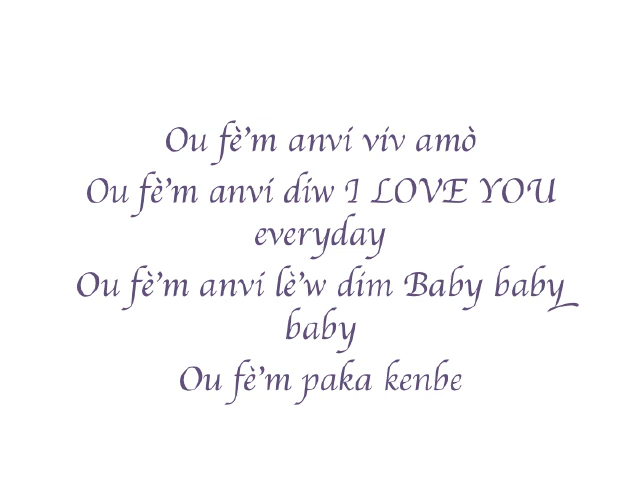 Ou fè'm anvi viv amò
Ou fè'm anvi diw I LOVE YOU
everyday
Ou fè'm anvi lè'w dim Baby baby
baby
Ou fè'm paka kenbe